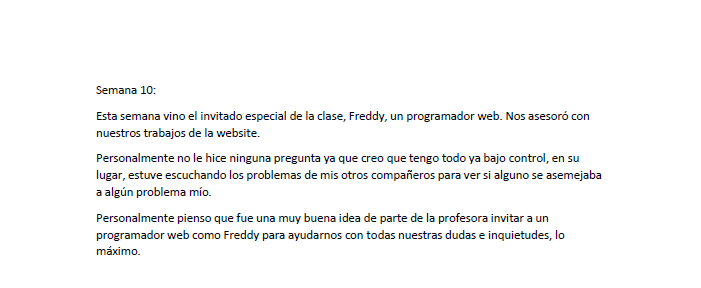 Semana 10:
Esta semana vino el invitado especial de la clase, Freddy, un programador web. Nos asesoró con
nuestros trabajos de la website.
Personalmente no le hice ninguna pregunta ya que creo que tengo todo ya bajo control, en su
lugar, estuve escuchando los problemas de mis otros compañeros para ver si alguno se asemejaba
a algún problema mío.
Personalmente pienso que fue una muy buena idea de parte de la profesora invitar a un
programador web como Freddy para ayudarnos con todas nuestras dudas e inquietudes, lo
máximo.